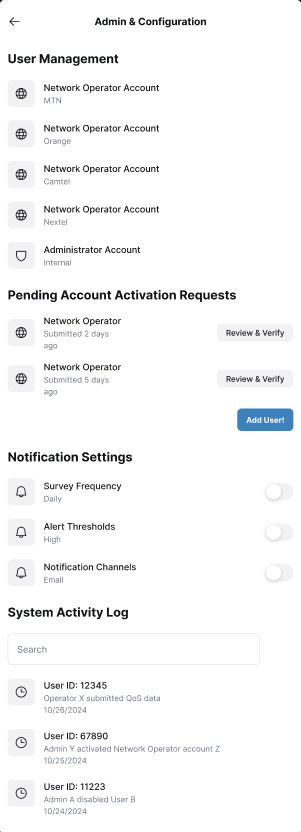 Admin & Configuration
User Management
Network Operator Account
MTN
Network Operator Account
Orange
Network Operator Account
Camtel
Network Operator Account
Nextel
Administrator Account
Internal
Pending Account Activation Requests
Network Operator
Submitted 2 days
ago
Review & Verify
Network Operator
Submitted 5 days
ago
Review & Verify
Add User!
Notification Settings
Survey Frequency
Daily
Alert Thresholds
High
Notification Channels
Email
System Activity Log
Search
User ID: 12345
Operator X submitted QoS data
10/26/2024
User ID: 67890
Admin Y activated Network Operator account Z
10/25/2024
User ID: 11223
Admin A disabled User B
10/24/2024